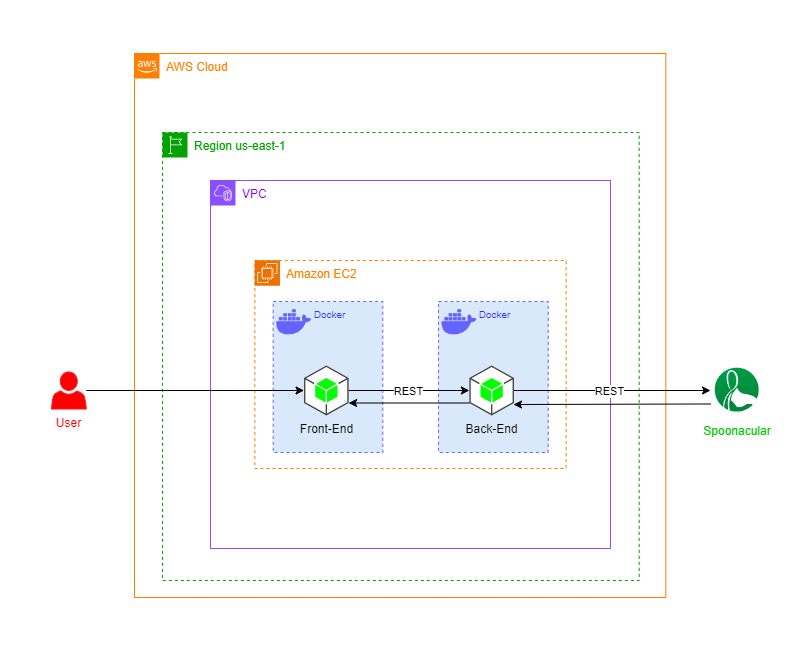 aws
AWS Cloud
Region us-east-1
VPC
Amazon EC2
Docker
Docker
REST
REST
User
Front-End
Back-End
Spoonacular